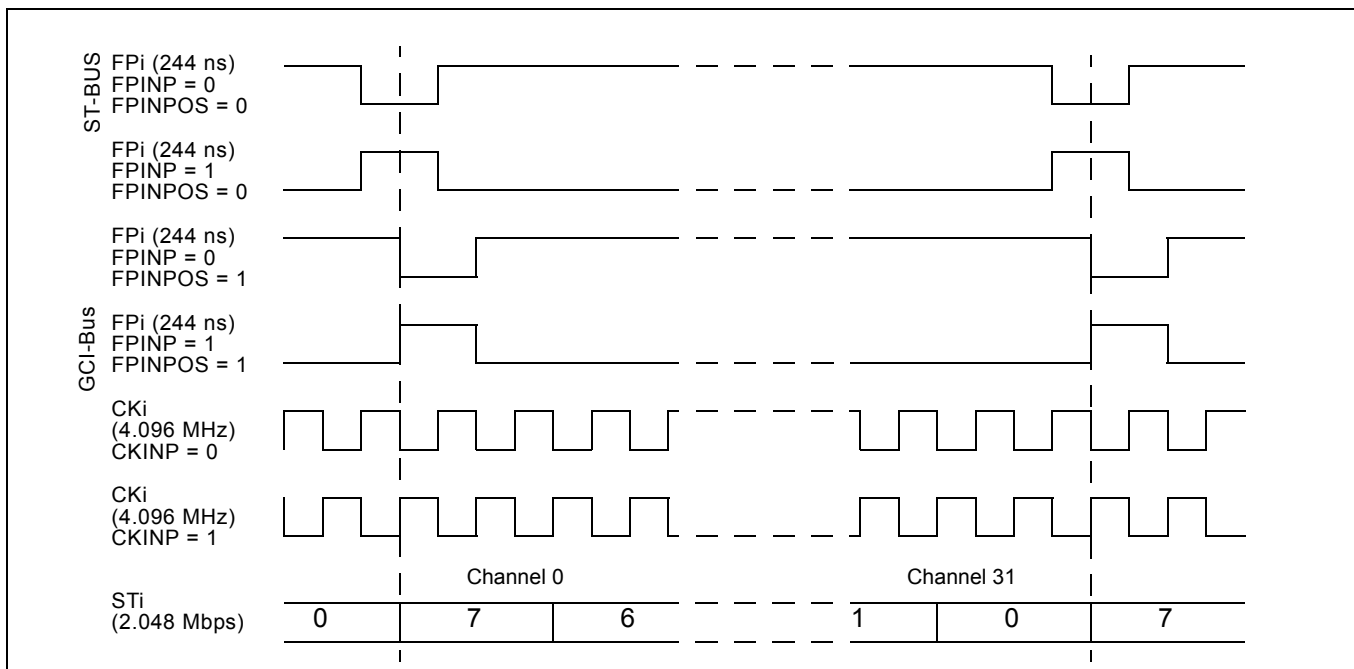 ST-BUS
FPi (244 ns)
FPINP = 0
FPINPOS = 0
FPi (244 ns)
FPINP = 1
FPINPOS = 0
FPi (244 ns)
FPINP = 0
FPINPOS = 1
GCI-Bus
FPi (244 ns)
FPINP = 1
FPINPOS = 1
CKi
(4.096 MHz)
CKINP = 0
CKi
(4.096 MHz)
CKINP = 1
Channel 0 Channel 31
STi
(2.048 Mbps)
0 7 6 1 0 7